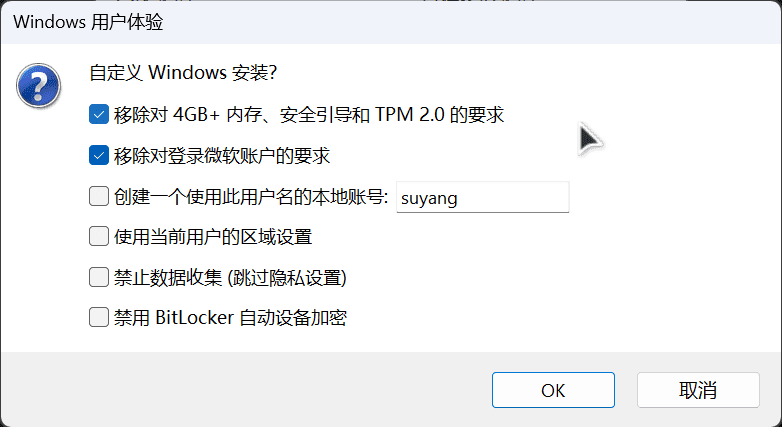 Windows 用户体验
自定义 Windows 安装?
移除对 4GB+ 内存、安全引导和 TPM 2.0 的要求
移除对登录微软账户的要求
创建一个使用此用户名的本地账号: suyang
使用当前用户的区域设置
禁止数据收集 (跳过隐私设置)
禁用 BitLocker 自动设备加密
OK 取消